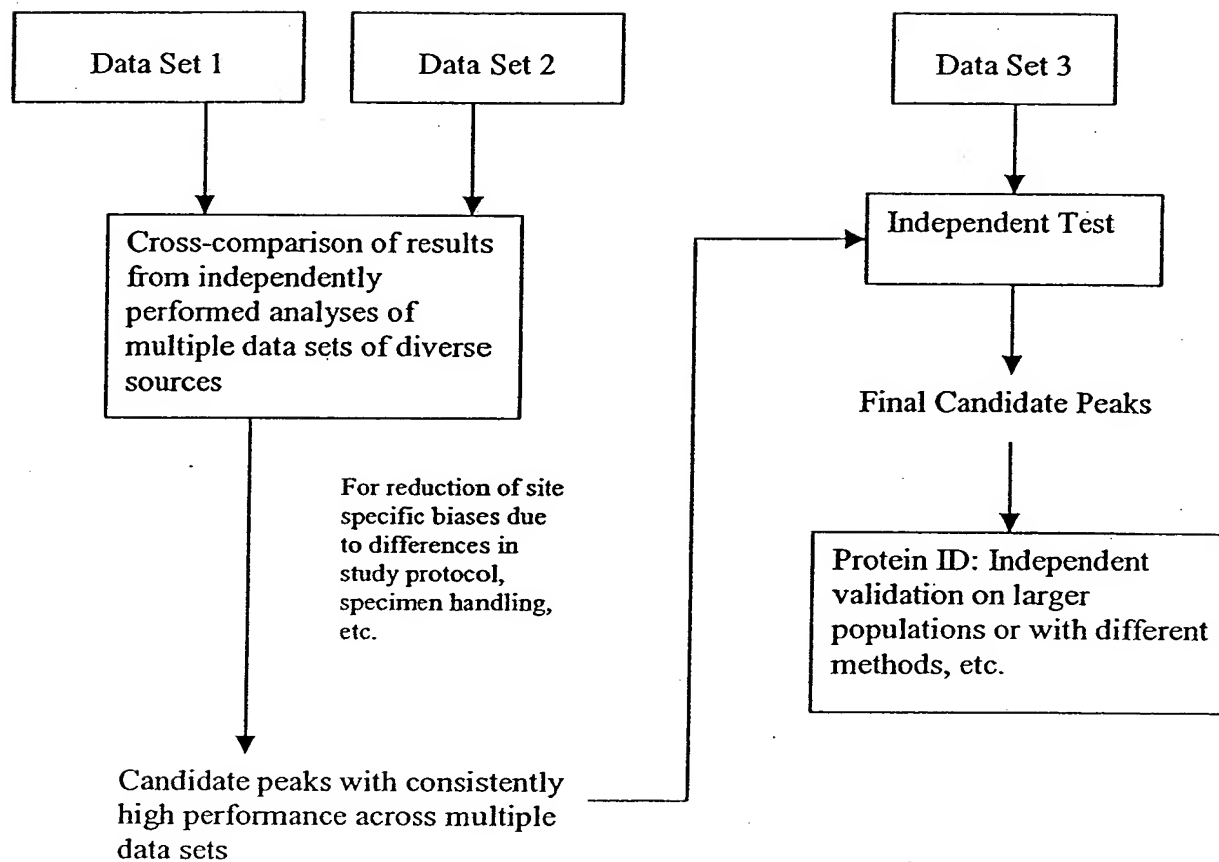 Data Set 1
Data Set 2
Cross-comparison of results
from independently
performed analyses of
multiple data sets of diverse
sources
For reduction of site
specific biases due
to differences in
study protocol,
specimen handling,
etc.
Candidate peaks with consistently
high performance across multiple
data sets
Data Set 3
Independent Test
Final Candidate Peaks
Protein ID: Independent
validation on larger
populations or with different
methods, etc.